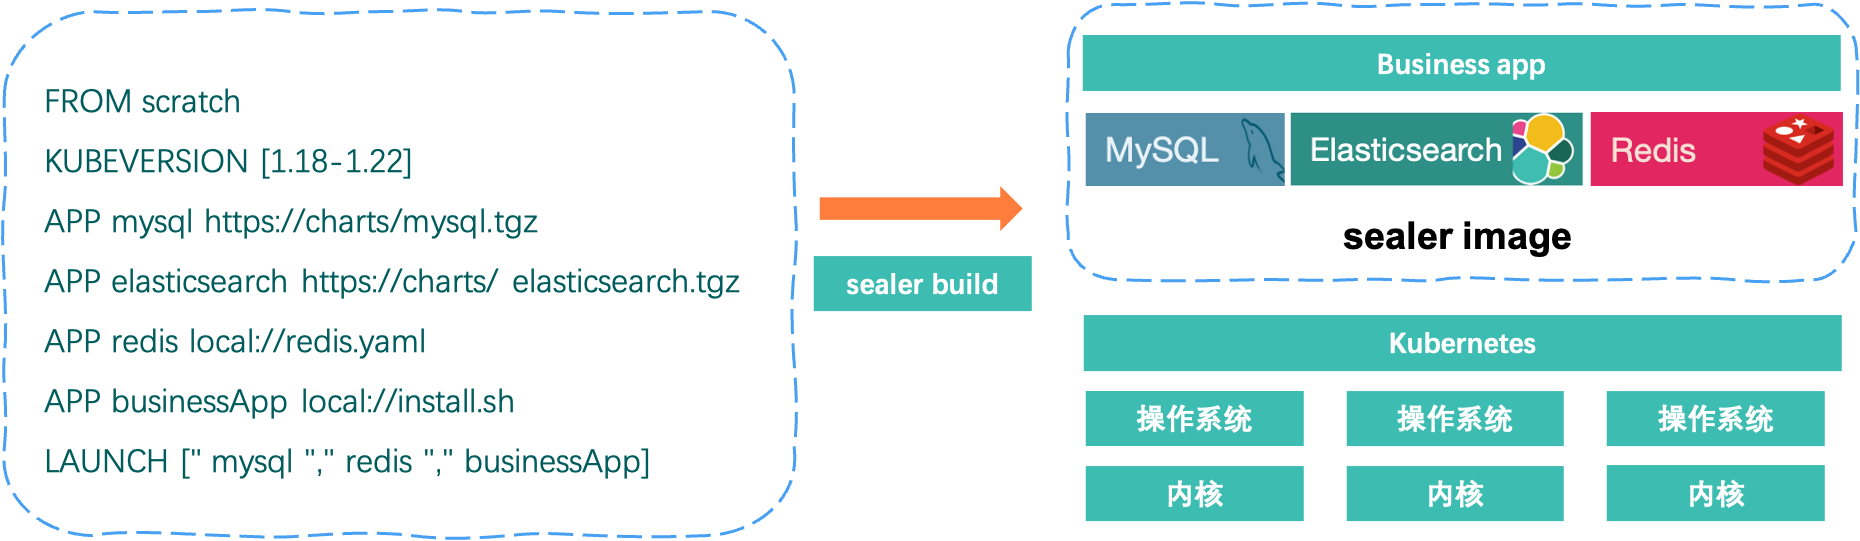 FROM scratch
KUBEVERSION [1.18-1.22]
APP mysql https://charts/mysql.tgz
APP elasticsearch https://charts/ elasticsearch.tgz
APP redis local://redis.yaml
APP businessApp local://install.sh
LAUNCH [" mysql "," redis "," businessApp]
sealer build
Business app
MySQL Elasticsearch Redis
sealer image
Kubernetes
操作系统 操作系统 操作系统
内核 内核 内核